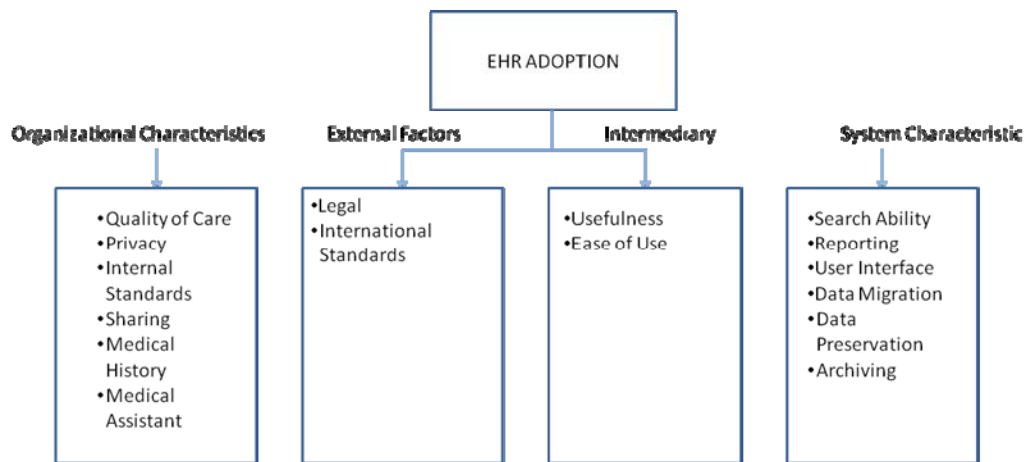 EHR ADOPTION
Organizational Characteristics
External Factors
Intermediary
System Characteristic
•Quality of Care
•Privacy
•Internal
Standards
•Sharing
•Medical
History
•Medical
Assistant
•Legal
•International
Standards
•Usefulness
•Ease of Use
•Search Ability
•Reporting
•User Interface
•Data Migration
•Data
Preservation
•Archiving